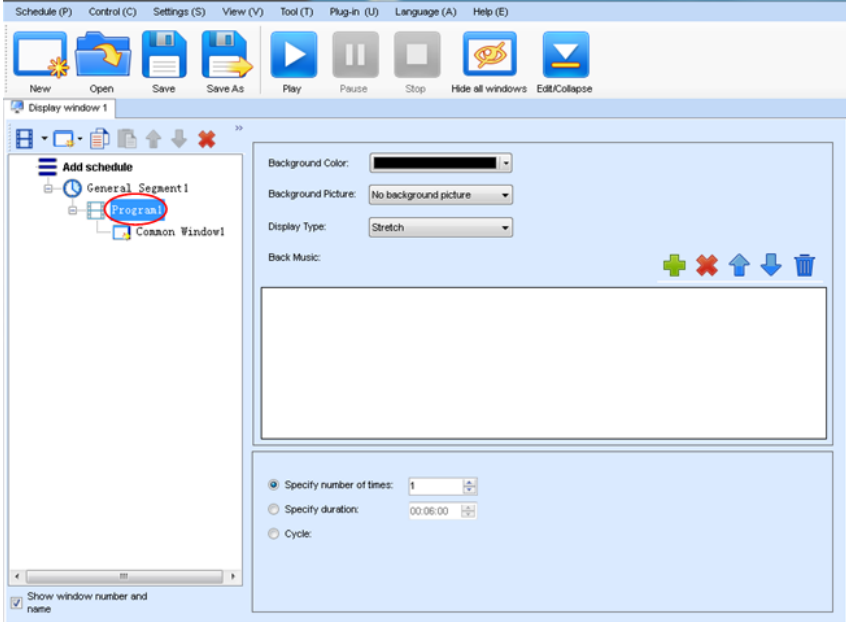 Schedule (P) Control (C) Settings (S) View (V) Tool (T) Plug-in (U) Language (A) Help (E)
New Open Save Save As Play Pause Stop Hide all windows Edit/Collapse
Display window 1
Add schedule
General Segment1
Program1
Common Window1
Show window number and
name
Background Color:
Background Picture: No background picture
Display Type: Stretch
Back Music:
Specify number of times: 1
Specify duration: 00:06:00
Cycle: